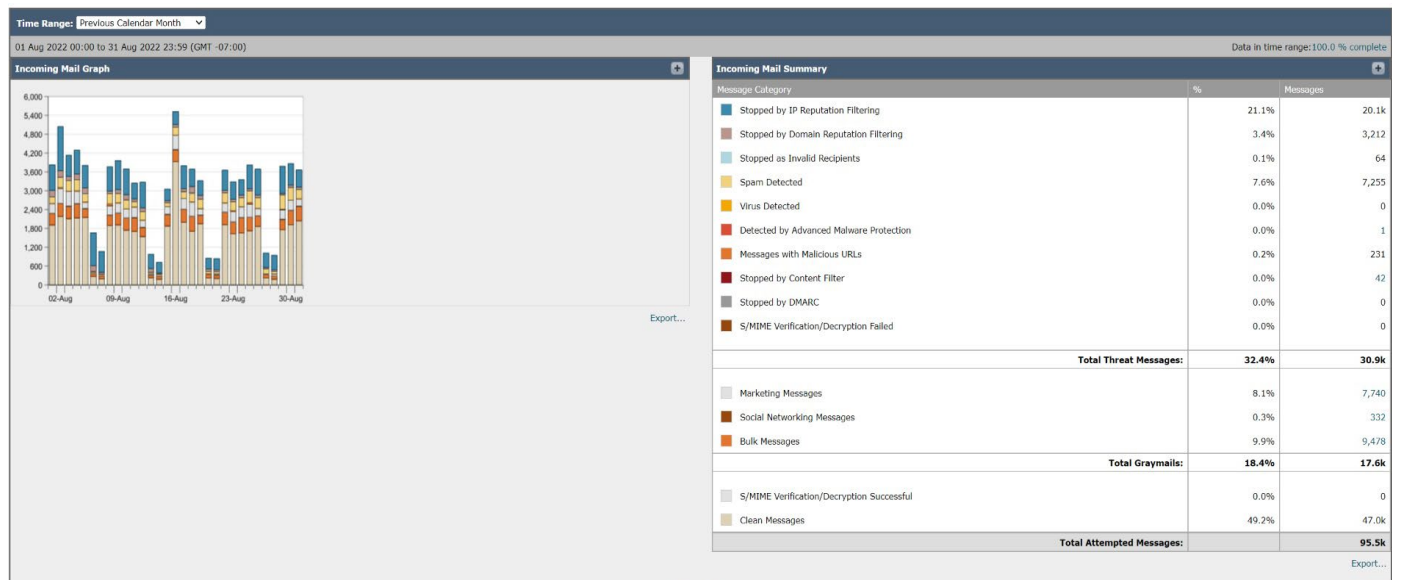 Time Range: Previous Calendar Month
01 Aug 2022 00:00 to 31 Aug 2022 23:59 (GMT -07:00) Data in time range:100.0 % complete
Incoming Mail Graph
6,000
5,400
4,800
4,200
3,600
3,000
2,400
1,800
1,200
600
0
02-Aug 09-Aug 16-Aug 23-Aug 30-Aug
Export...
Incoming Mail Summary
Message Category % Messages
Stopped by IP Reputation Filtering 21.1% 20.1k
Stopped by Domain Reputation Filtering 3.4% 3,212
Stopped as Invalid Recipients 0.1% 64
Spam Detected 7.6% 7,255
Virus Detected 0.0% 0
Detected by Advanced Malware Protection 0.0% 1
Messages with Malicious URLs 0.2% 231
Stopped by Content Filter 0.0% 42
Stopped by DMARC 0.0% 0
S/MIME Verification/Decryption Failed 0.0% 0
Total Threat Messages: 32.4% 30.9k
Marketing Messages 8.1% 7,740
Social Networking Messages 0.3% 332
Bulk Messages 9.9% 9,478
Total Graymails: 18.4% 17.6k
S/MIME Verification/Decryption Successful 0.0% 0
Clean Messages 49.2% 47.0k
Total Attempted Messages: 95.5k
Export...